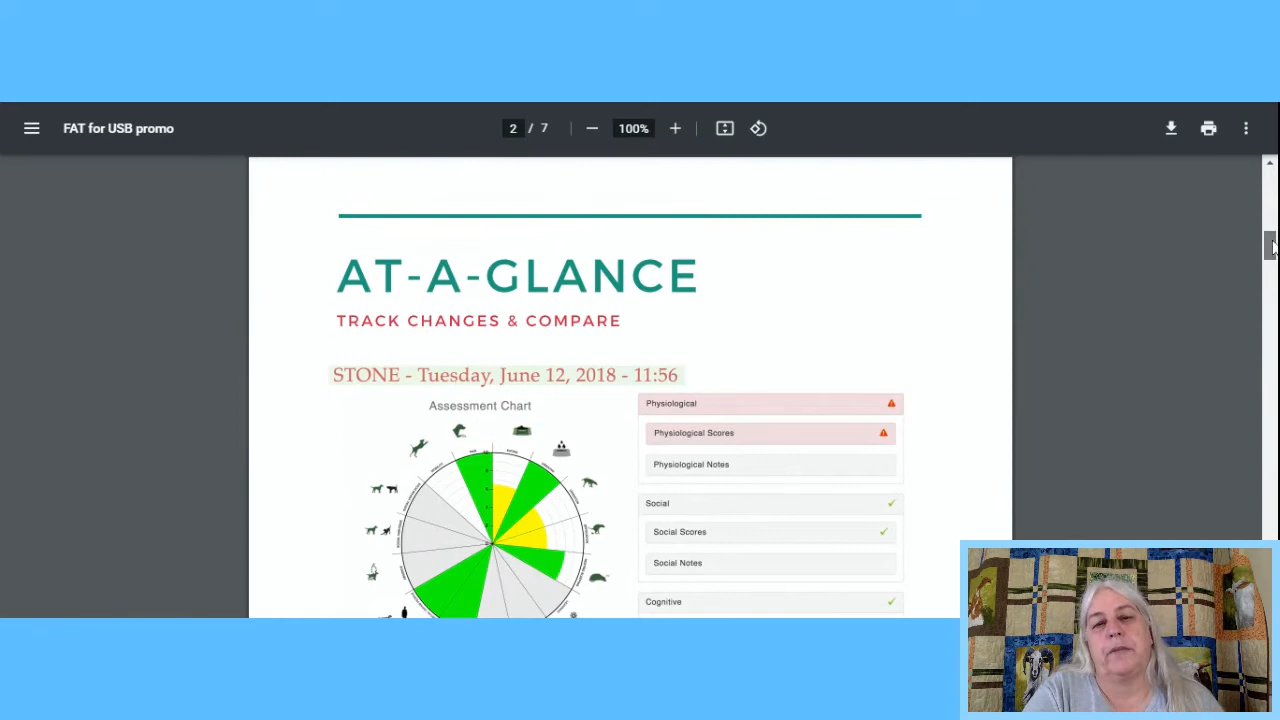 FAT for USB promo
2 / 7
100%
AT-A-GLANCE
TRACK CHANGES & COMPARE
STONE - Tuesday, June 12, 2018 - 11:56
Assessment Chart
Physiological
Physiological Scores
Physiological Notes
Social
Social Scores
Social Notes
Cognitive